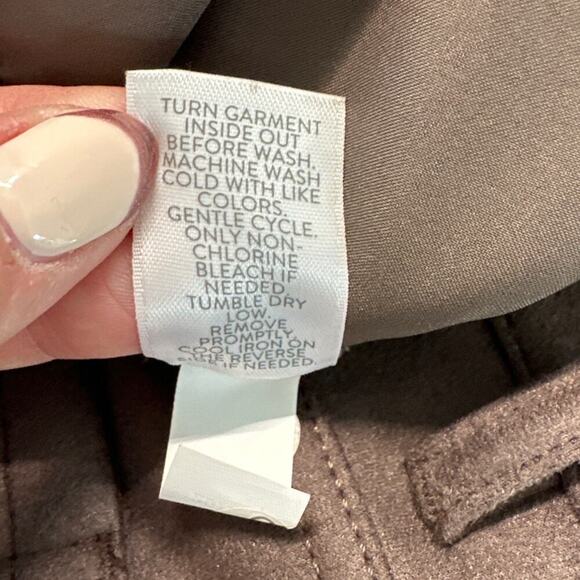 TURN GARMENT
INSIDE OUT
BEFORE WASH.
MACHINE WASH
COLD WITH LIKE
COLORS.
GENTLE CYCLE.
ONLY NON-
CHLORINE
BLEACH IF
NEEDED.
TUMBLE DRY
LOW.
REMOVE
PROMPTLY.
COOL IRON ON
THE REVERSE
SIDE IF NEEDED.